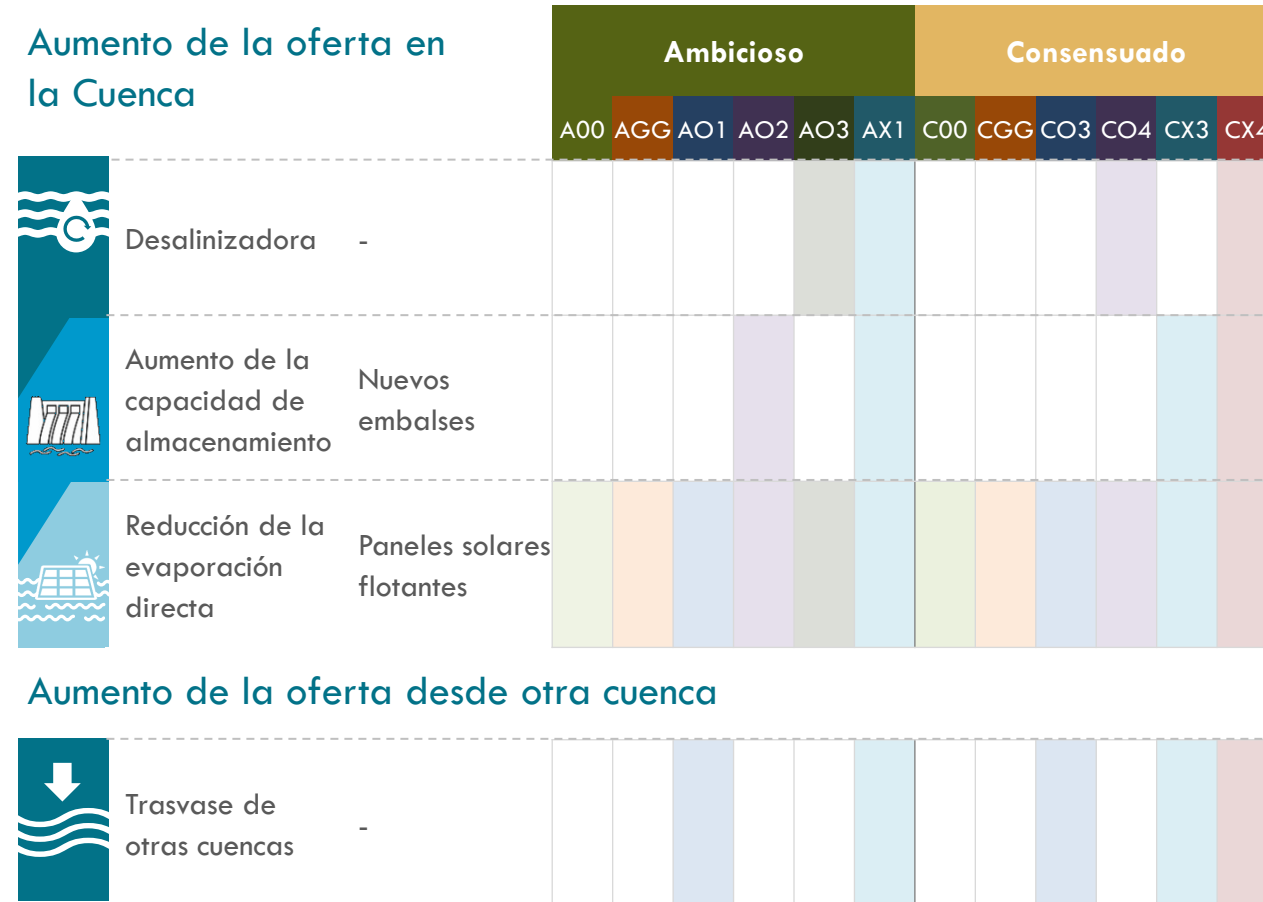 Aumento de la oferta en
la Cuenca
Ambicioso
Consensuado
A00 AGG AO1 AO2 AO3 AX1 C00 CGG CO3 CO4 CX3 CX4
Desalinizadora -
Aumento de la
capacidad de
almacenamiento
Nuevos
embalses
Reducción de la
evaporación
directa
Paneles solares
flotantes
Aumento de la oferta desde otra cuenca
Trasvase de
otras cuencas
-